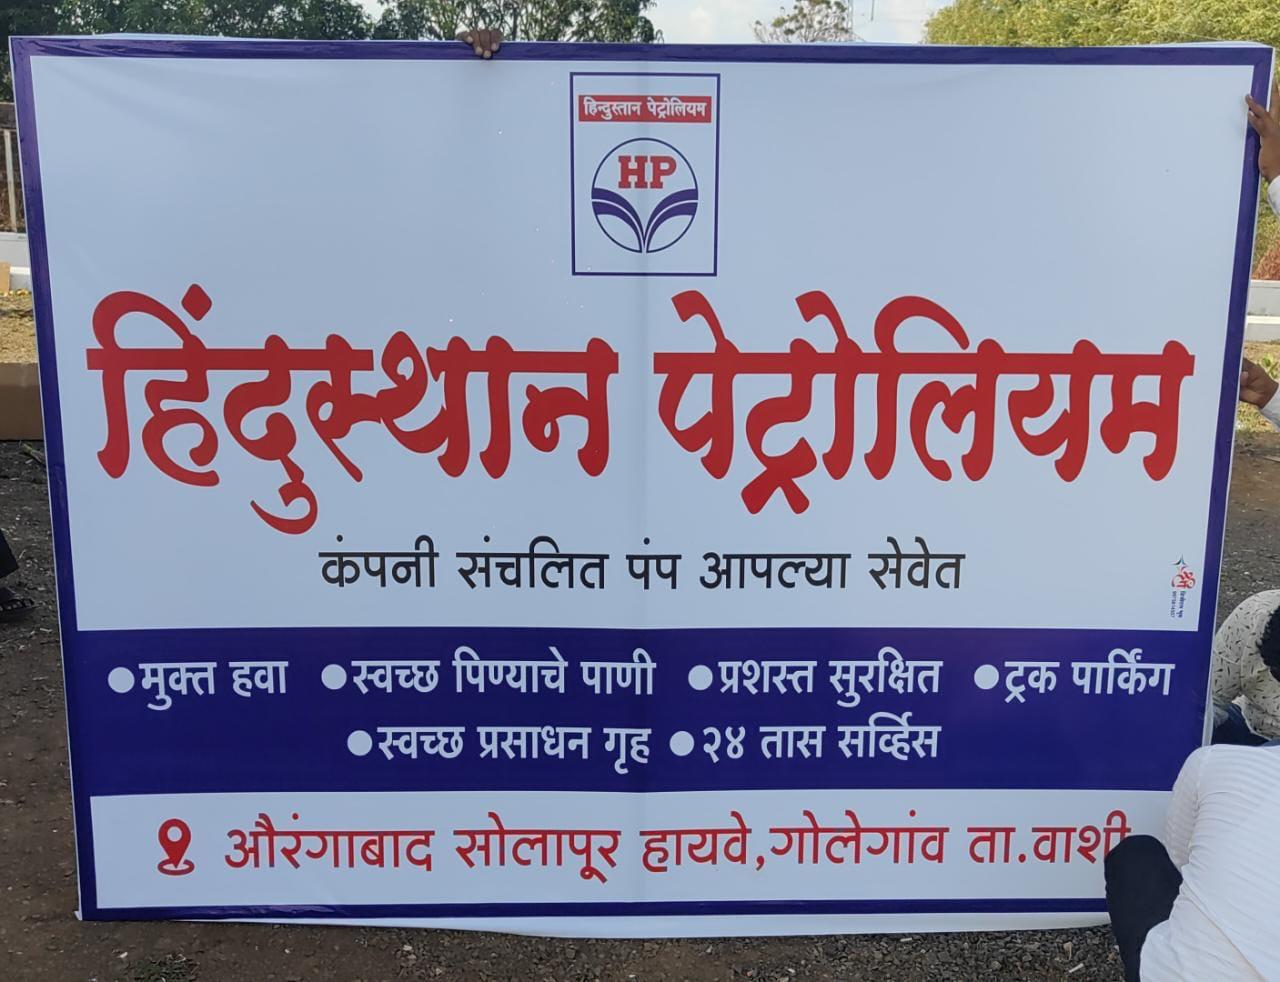 हिन्दुस्तान पेट्रोलियम
HP
हिंदुस्थान पेट्रोलियम
कंपनी संचलित पंप आपल्या सेवेत
●मुक्त हवा ●स्वच्छ पिण्याचे पाणी ●प्रशस्त सुरक्षित ●ट्रक पार्किंग
●स्वच्छ प्रसाधन गृह ●२४ तास सर्व्हिस
औरंगाबाद सोलापूर हायवे,गोलेगांव ता.वाशी